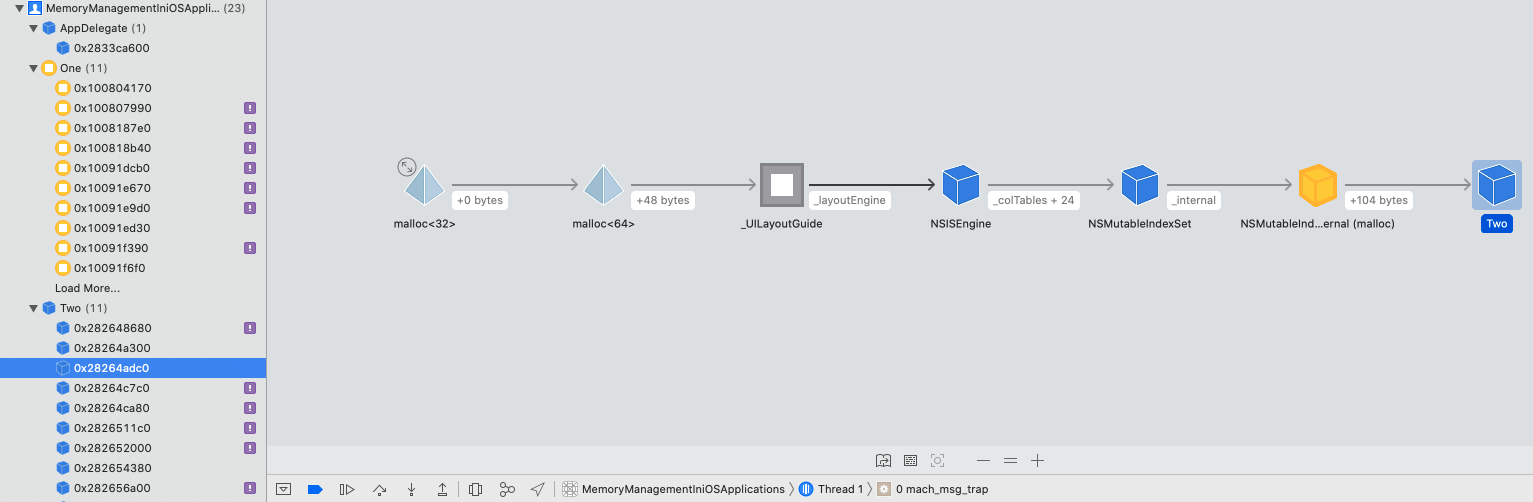 MemoryManagementIniOSAppli... (23)
AppDelegate (1)
0x2833ca600
One (11)
0x100804170
0x100807990
0x1008187e0
0x100818b40
0x10091dcb0
0x10091e670
0x10091e9d0
0x10091ed30
0x10091f390
0x10091f6f0
Load More...
Two (11)
0x282648680
0x28264a300
0x28264adc0
0x28264c7c0
0x28264ca80
0x2826511c0
0x282652000
0x282654380
0x282656a00
+0 bytes
+48 bytes
_layoutEngine
_colTables + 24
_internal
+104 bytes
malloc<32>
malloc<64>
_UILayoutGuide
NSISEngine
NSMutableIndexSet
NSMutableInd...ernal (malloc)
Two
MemoryManagementIniOSApplications
Thread 1
0 mach_msg_trap